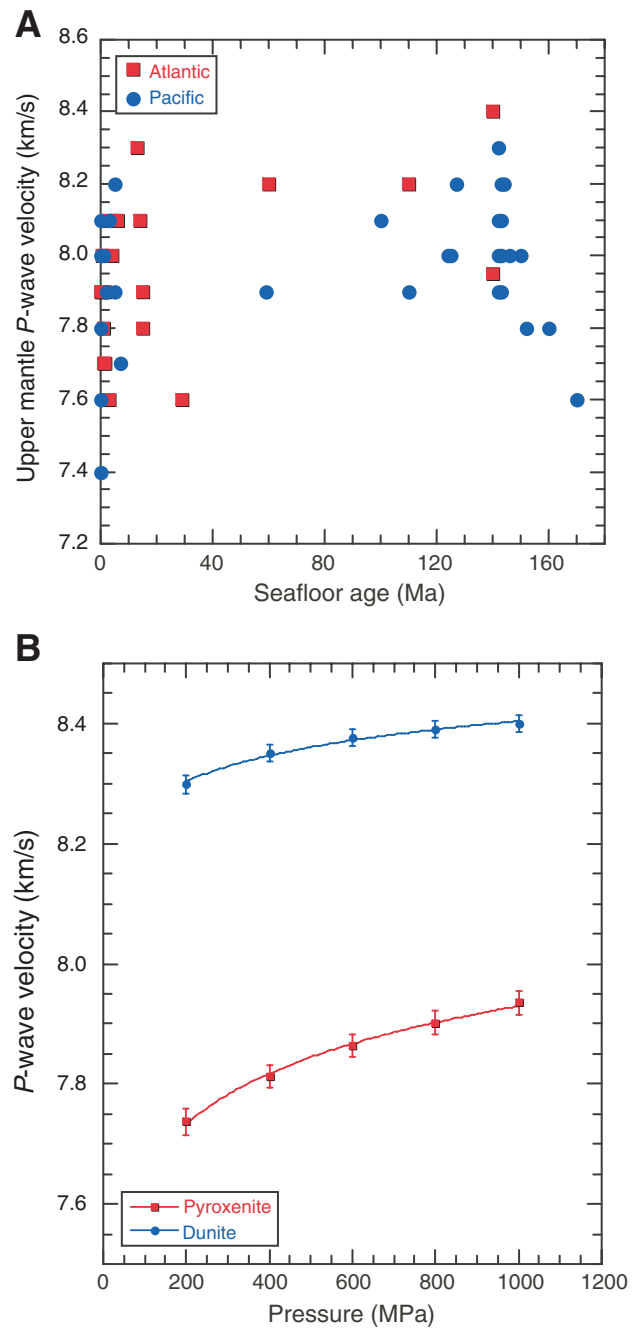 A
8.6
8.4
8.2
8.0
7.8
7.6
7.4
7.2
Upper mantle P-wave velocity (km/s)
Atlantic
Pacific
0 40 80 120 160
Seafloor age (Ma)
B
8.4
8.2
8.0
7.8
7.6
P-wave velocity (km/s)
Pyroxenite
Dunite
0 200 400 600 800 1000 1200
Pressure (MPa)